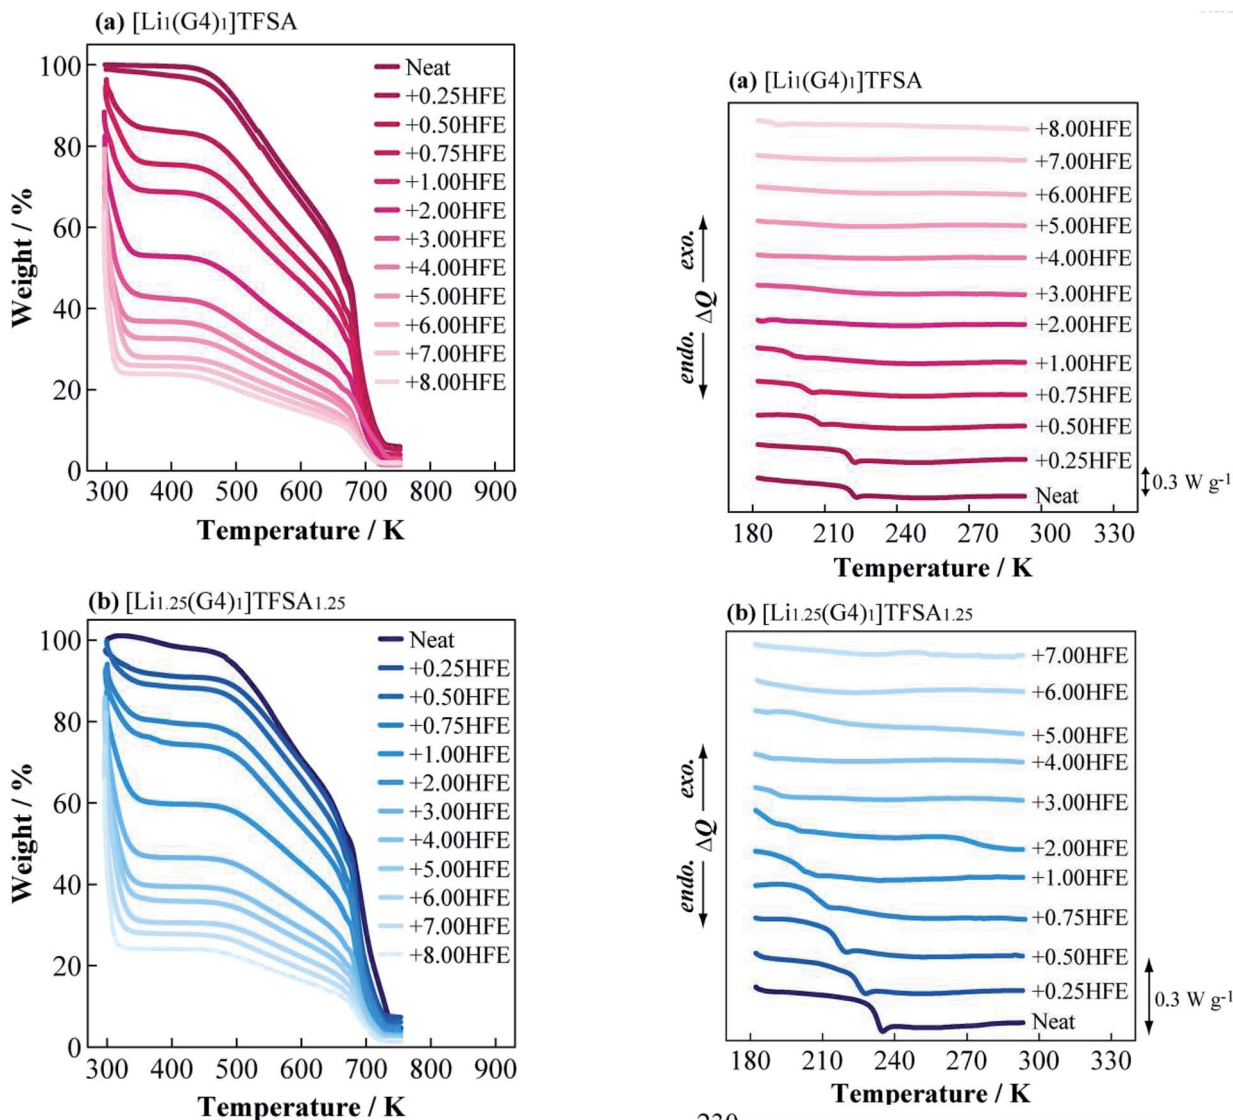 (a) [Li1(G4)1]TFSA
Weight / %
100
80
60
40
20
0
Neat
+0.25HFE
+0.50HFE
+0.75HFE
+1.00HFE
+2.00HFE
+3.00HFE
+4.00HFE
+5.00HFE
+6.00HFE
+7.00HFE
+8.00HFE
300 400 500 600 700 800 900
Temperature / K
(a) [Li1(G4)1]TFSA
endo. ΔQ exo.
+8.00HFE
+7.00HFE
+6.00HFE
+5.00HFE
+4.00HFE
+3.00HFE
+2.00HFE
+1.00HFE
+0.75HFE
+0.50HFE
+0.25HFE
Neat
0.3 W g-1
180 210 240 270 300 330
Temperature / K
(b) [Li1.25(G4)1]TFSA1.25
Weight / %
100
80
60
40
20
0
Neat
+0.25HFE
+0.50HFE
+0.75HFE
+1.00HFE
+2.00HFE
+3.00HFE
+4.00HFE
+5.00HFE
+6.00HFE
+7.00HFE
+8.00HFE
300 400 500 600 700 800 900
Temperature / K
(b) [Li1.25(G4)1]TFSA1.25
endo. ΔQ exo.
+7.00HFE
+6.00HFE
+5.00HFE
+4.00HFE
+3.00HFE
+2.00HFE
+1.00HFE
+0.75HFE
+0.50HFE
+0.25HFE
Neat
0.3 W g-1
180 210 240 270 300 330
Temperature / K